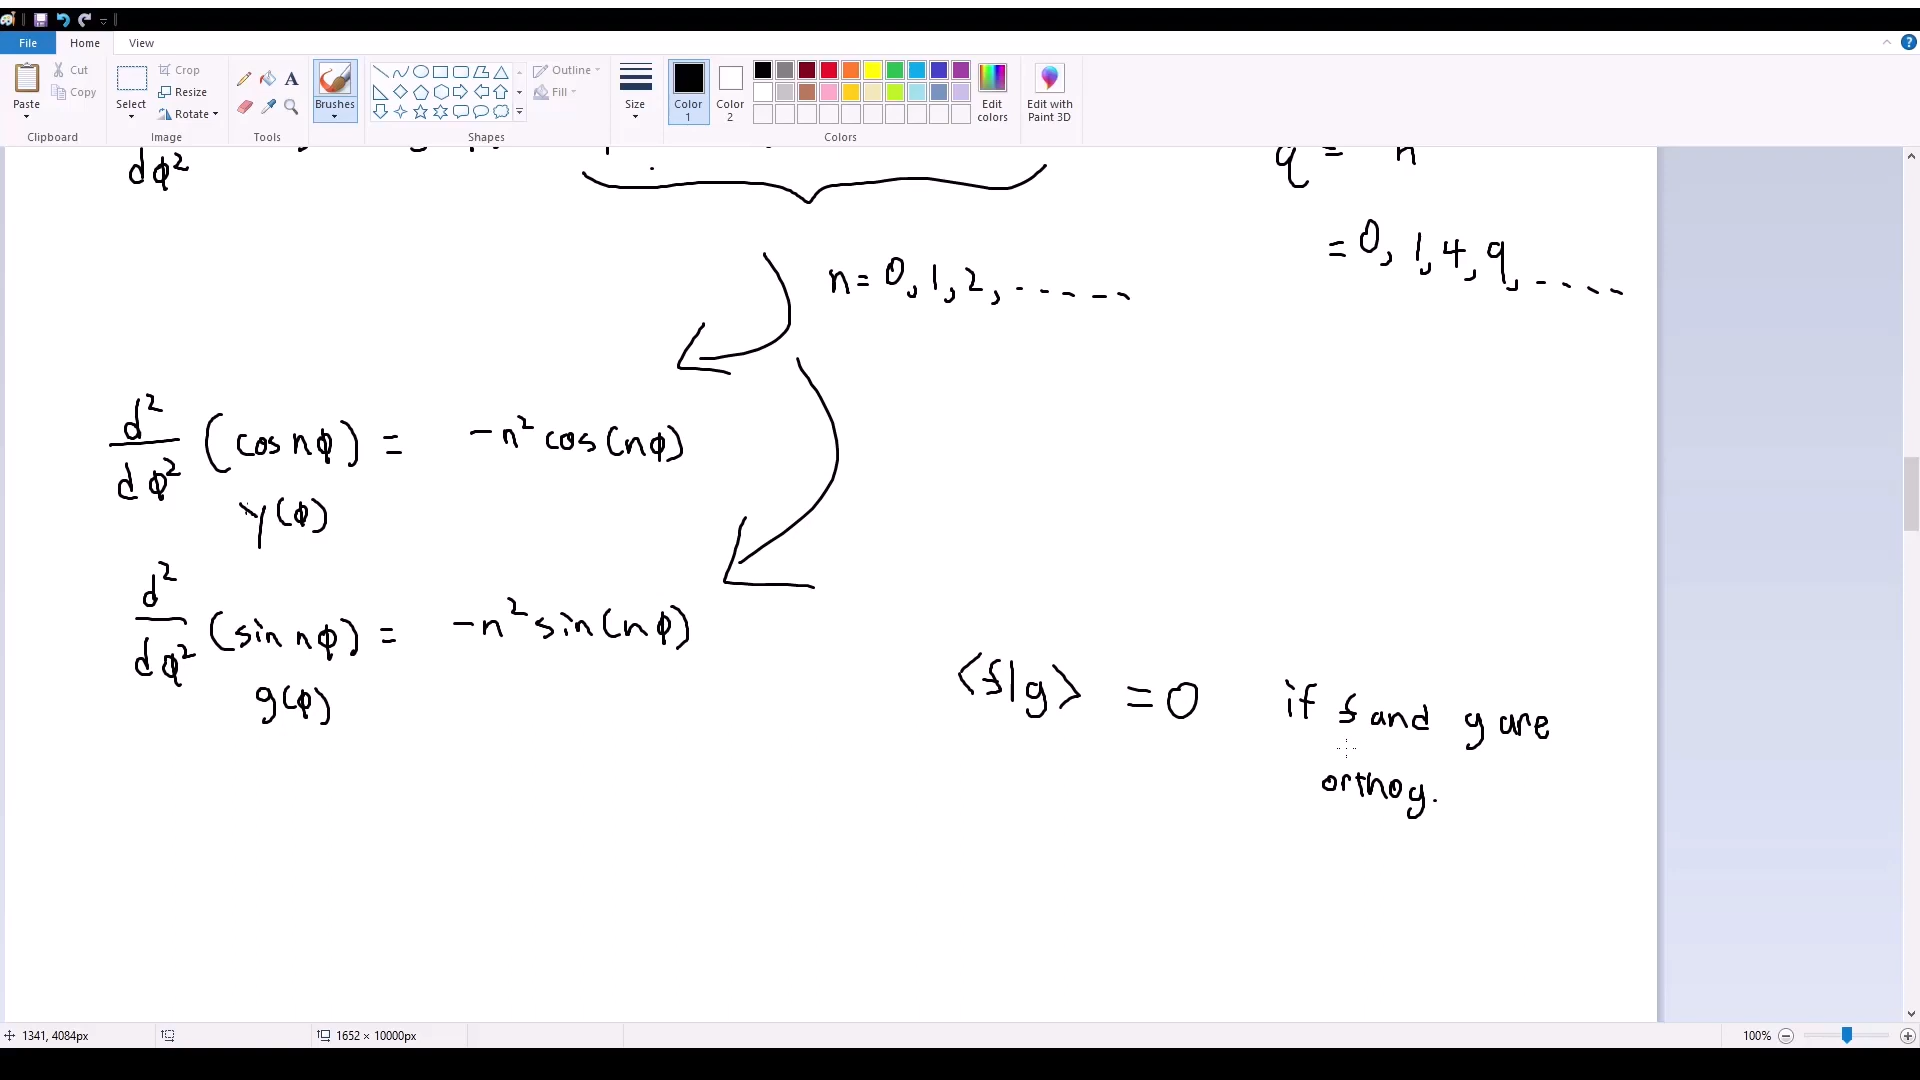 File Home View
Paste Cut Copy Select Crop Resize Rotate A Brushes Outline Fill Size Color 1 Color 2 Edit colors Edit with Paint 3D
Clipboard Image Tools Shapes Colors
dϕ²
q = n
= 0, 1, 4, 9, .....
n = 0, 1, 2, ......
d²/dϕ² (cos nϕ) = -n² cos(nϕ)
y(ϕ)
d²/dϕ² (sin nϕ) = -n² sin(nϕ)
g(ϕ)
<f|g> = 0 if f and g are
orthog.
1341, 4084px 1652 × 10000px 100%